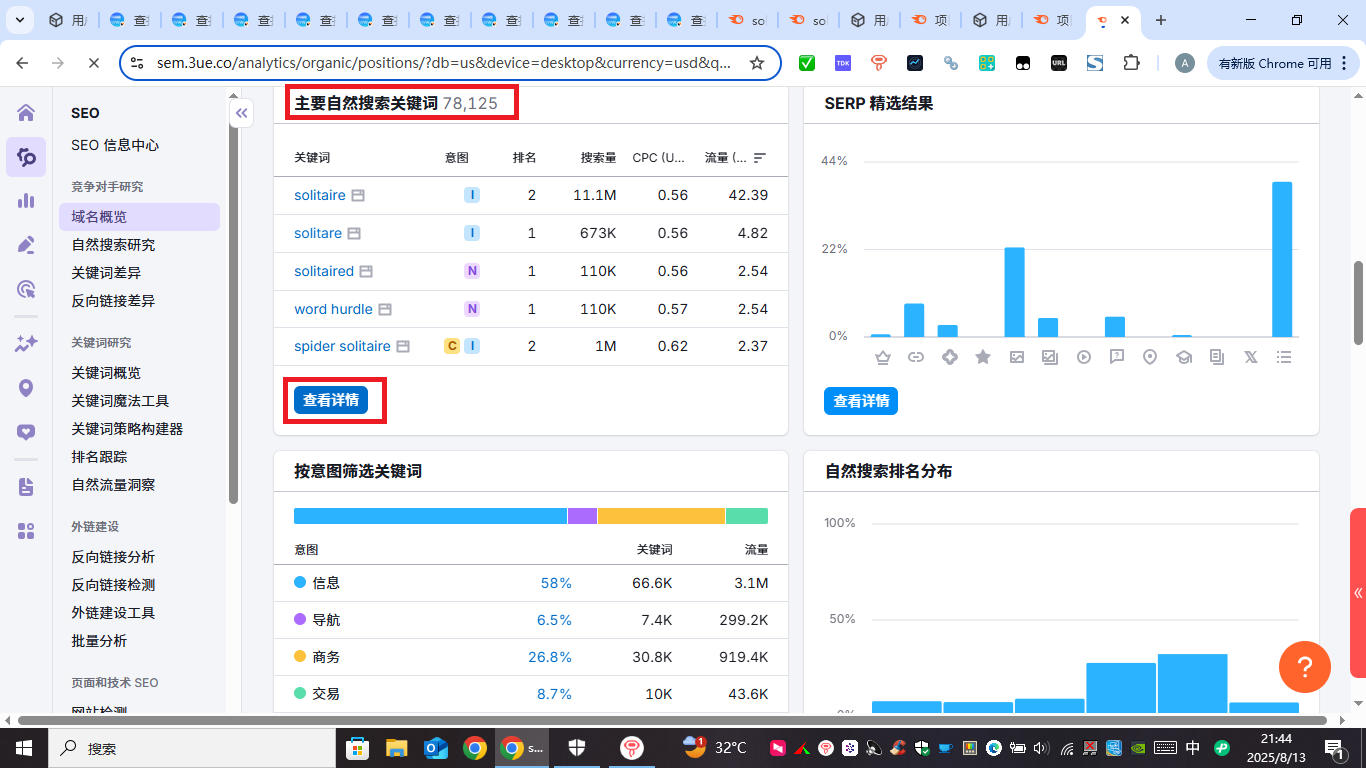 用户
查 查 查 查 查 查 查 查 查 查
so
so
用户
项
用户
项
sem.3ue.co/analytics/organic/positions/?db=us&device=desktop&currency=usd&q...
TDK
URL
A
有新版 Chrome 可用
SEO
SEO 信息中心
竞争对手研究
域名概览
自然搜索研究
关键词差异
反向链接差异
关键词研究
关键词概览
关键词魔法工具
关键词策略构建器
排名跟踪
自然流量洞察
外链建设
反向链接分析
反向链接检测
外链建设工具
批量分析
页面和技术 SEO
网站检测
主要自然搜索关键词 78,125
关键词 意图 排名 搜索量 CPC (U... 流量 (...
solitaire I 2 11.1M 0.56 42.39
solitare I 1 673K 0.56 4.82
solitaired N 1 110K 0.56 2.54
word hurdle N 1 110K 0.57 2.54
spider solitaire C I 2 1M 0.62 2.37
查看详情
SERP 精选结果
44%
22%
0%
查看详情
按意图筛选关键词
意图 关键词 流量
信息 58% 66.6K 3.1M
导航 6.5% 7.4K 299.2K
商务 26.8% 30.8K 919.4K
交易 8.7% 10K 43.6K
自然搜索排名分布
100%
50%
0%
?
搜索
s...
1
32°C
中
21:44
2025/8/13
1